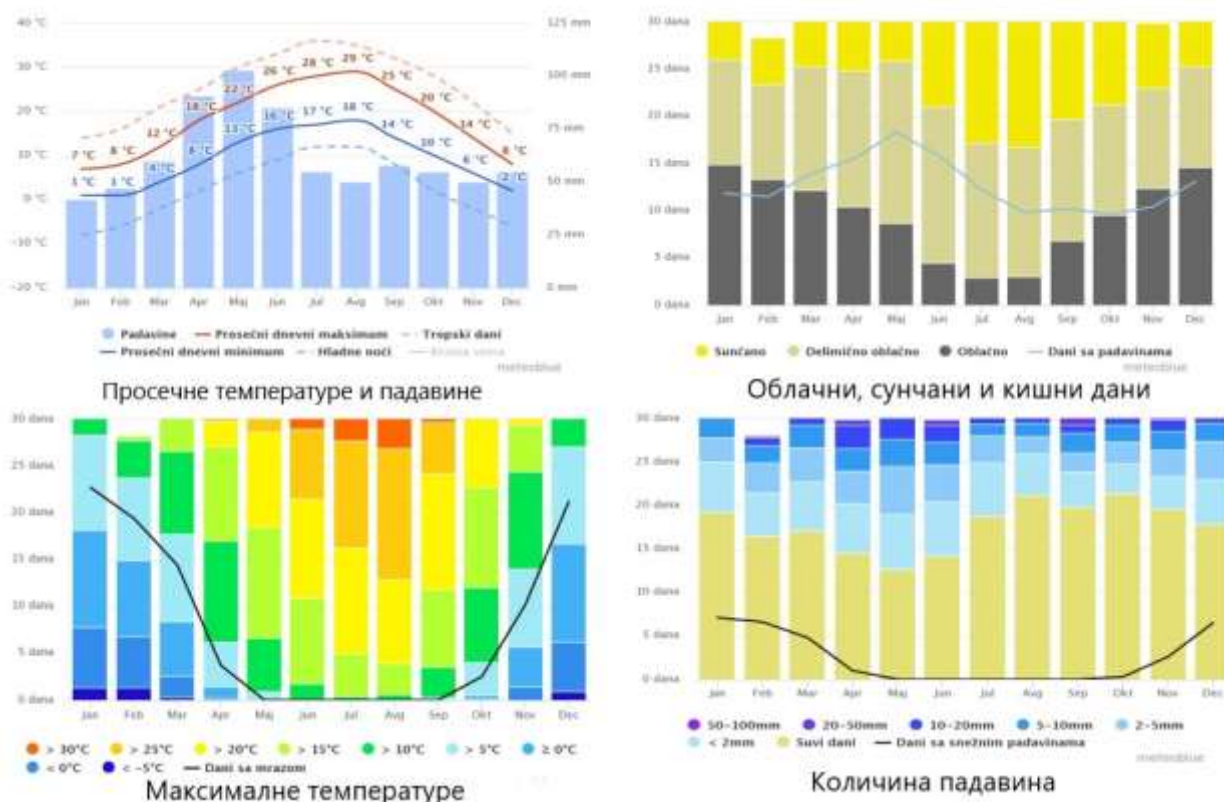 40 °C 125 mm
30 °C 100 mm
20 °C 75 mm
10 °C 50 mm
0 °C
-10 °C 25 mm
-20 °C 0 mm
7 °C 8 °C 12 °C 18 °C 22 °C 26 °C 28 °C 29 °C 25 °C 20 °C 14 °C 8 °C
1 °C 1 °C 4 °C 8 °C 13 °C 16 °C 17 °C 18 °C 14 °C 10 °C 6 °C 2 °C
Jan Feb Mar Apr Maj Jun Jul Avg Sep Okt Nov Dec
Padavine Prosečni dnevni maksimum Tropski dani
Prosečni dnevni minimum Hladne noći
meteoblue
Просечне температуре и падавине
30 dana
25 dana
20 dana
15 dana
10 dana
5 dana
0 dana
Jan Feb Mar Apr Maj Jun Jul Avg Sep Okt Nov Dec
Sunčano Delimično oblačno Oblačno Dani sa padavinama
meteoblue
Облачни, сунчани и кишни дани
30 dana
25 dana
20 dana
15 dana
10 dana
5 dana
0 dana
Jan Feb Mar Apr Maj Jun Jul Avg Sep Okt Nov Dec
> 30°C > 25°C > 20°C > 15°C > 10°C > 5°C ≥ 0°C
< 0°C < -5°C Dani sa mrazom
Максималне температуре
30 dana
25 dana
20 dana
15 dana
10 dana
5 dana
0 dana
Jan Feb Mar Apr Maj Jun Jul Avg Sep Okt Nov Dec
50-100mm 20-50mm 10-20mm 5-10mm 2-5mm
< 2mm Suvi dani Dani sa snežnim padavinama
meteoblue
Количина падавина